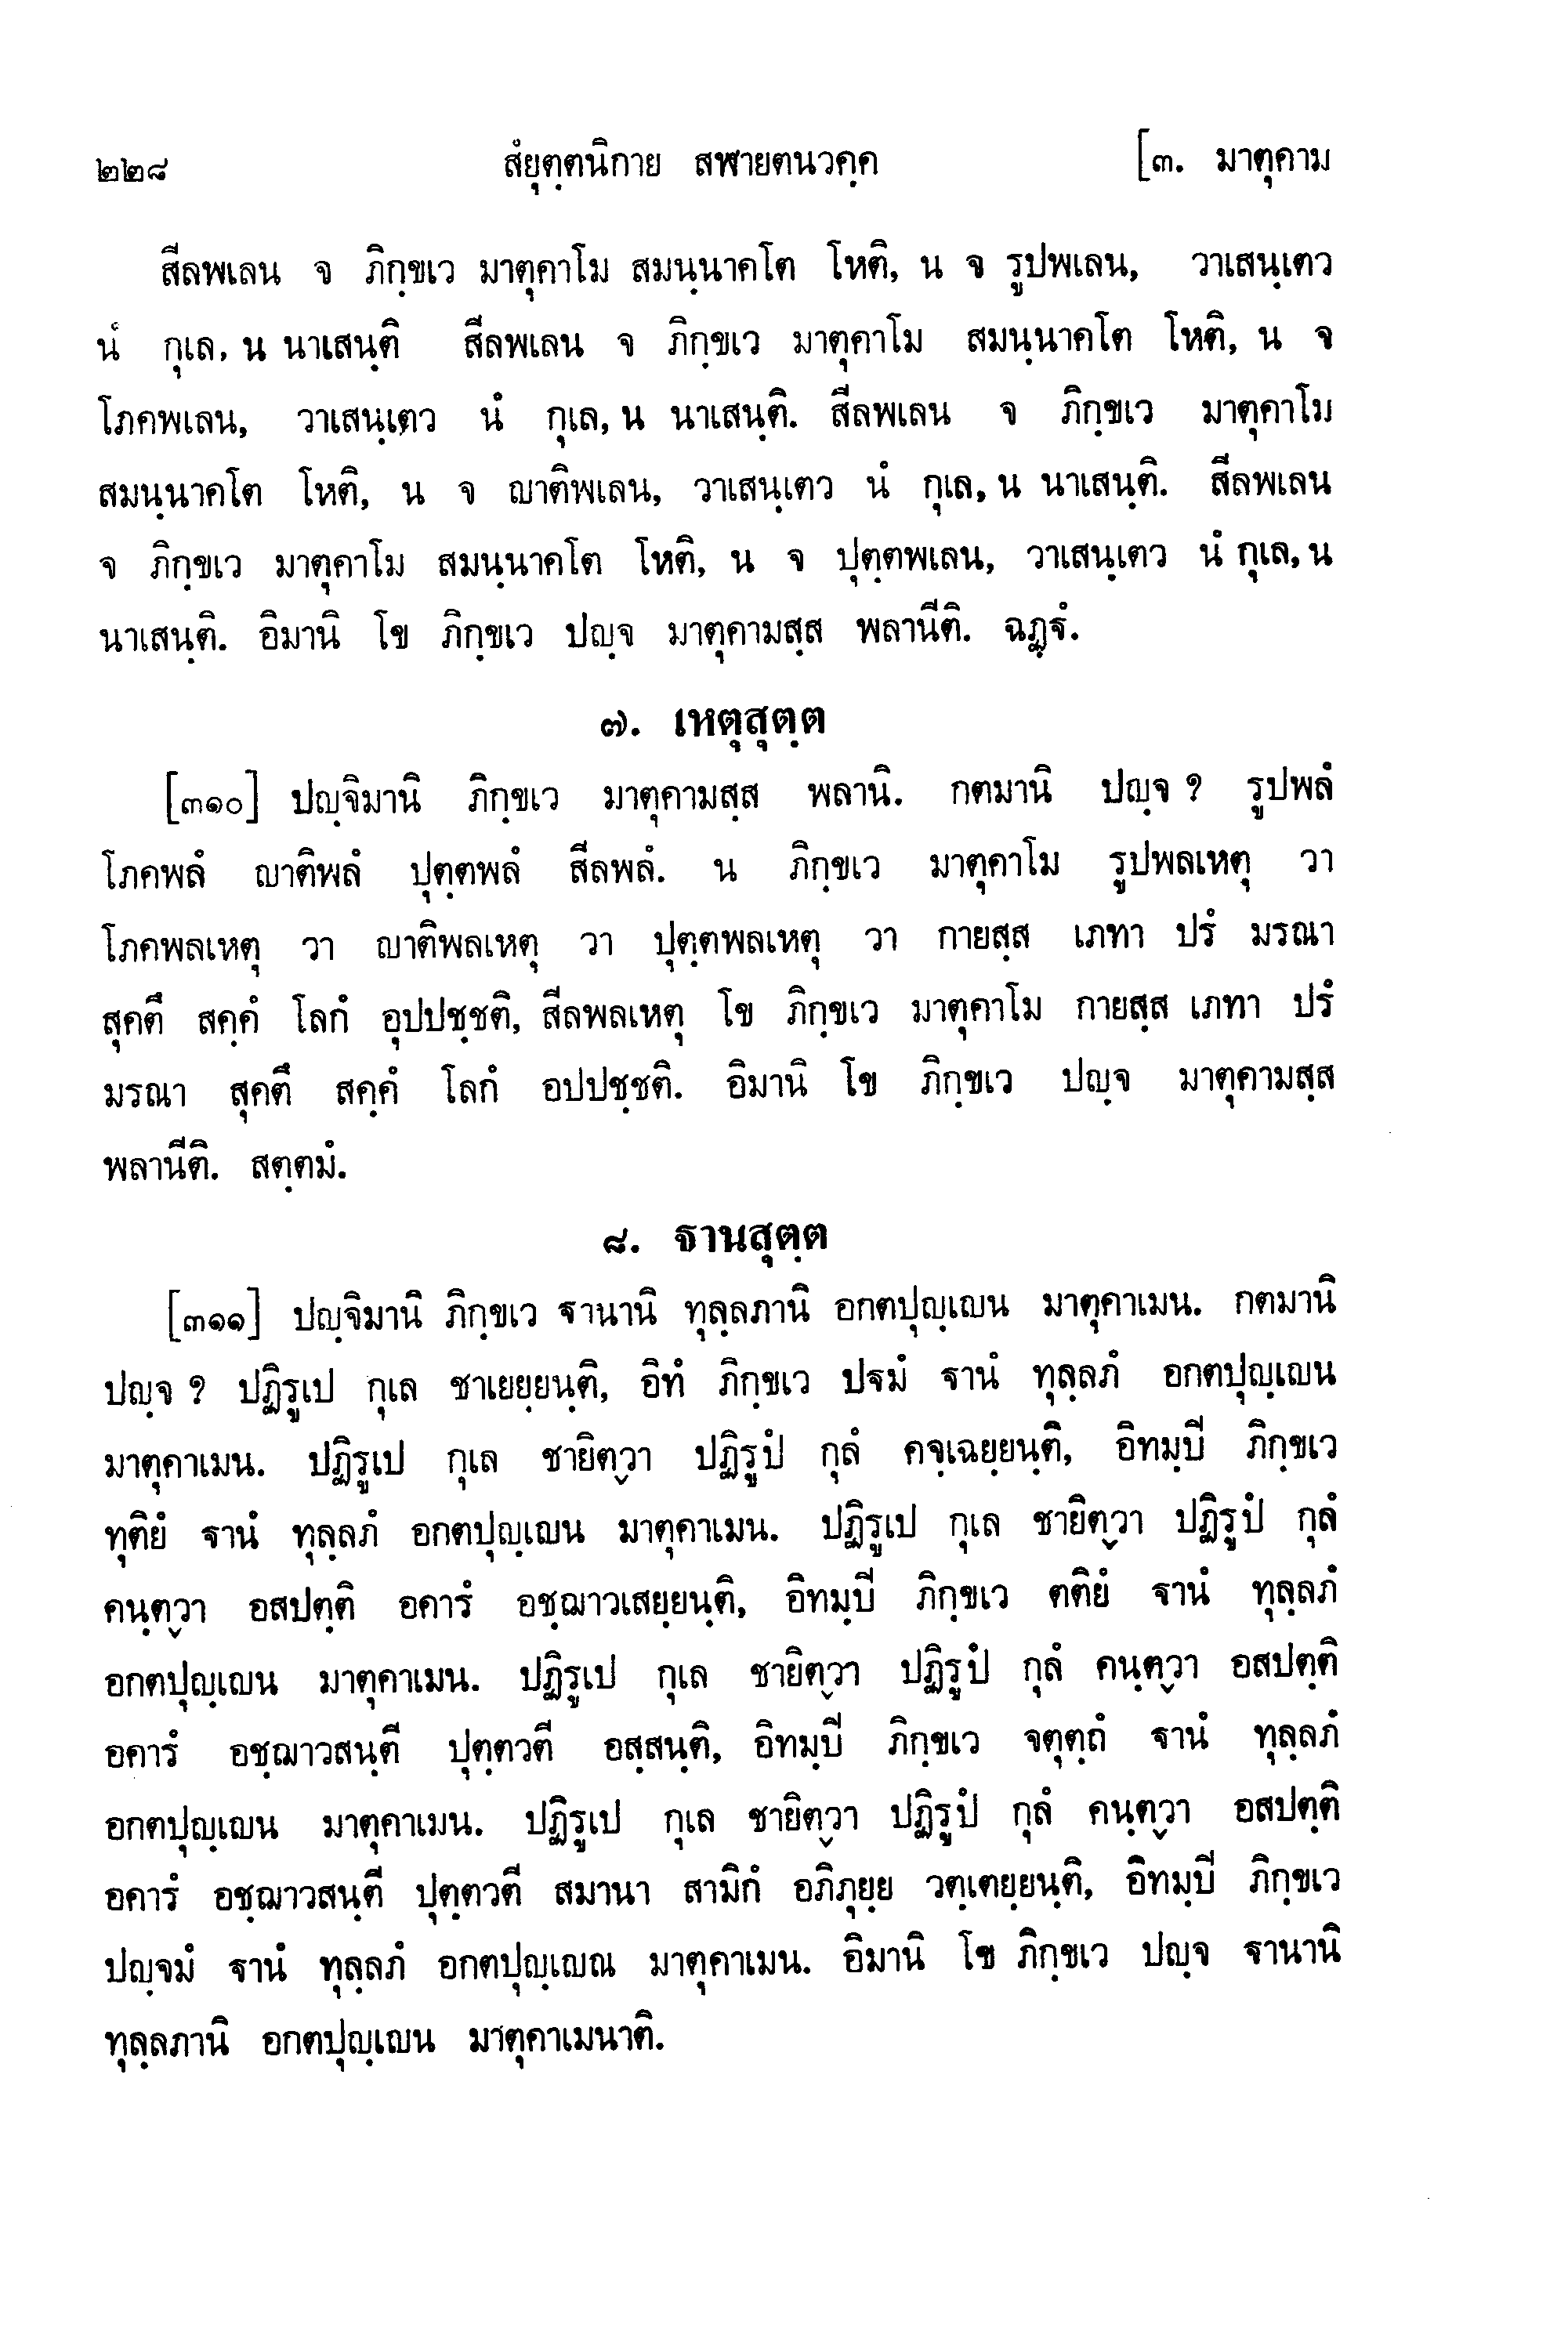 ๒๒๘ สํยุตฺตนิกาย สฬายตนวคฺค [๓. มาตุคาม
สีลพเลน จ ภิกฺขเว มาตุคาโม สมนฺนาคโต โหติ, น จ รูปพเลน, วาเสนฺเตว
นํ กุเล, น นาเสนฺติ สีลพเลน จ ภิกฺขเว มาตุคาโม สมนฺนาคโต โหติ, น จ
โภคพเลน, วาเสนฺเตว นํ กุเล, น นาเสนฺติ. สีลพเลน จ ภิกฺขเว มาตุคาโม
สมนฺนาคโต โหติ, น จ ญาติพเลน, วาเสนฺเตว นํ กุเล, น นาเสนฺติ. สีลพเลน
จ ภิกฺขเว มาตุคาโม สมนฺนาคโต โหติ, น จ ปุตฺตพเลน, วาเสนฺเตว นํ กุเล, น
นาเสนฺติ. อิมานิ โข ภิกฺขเว ปญฺจ มาตุคามสฺส พลานีติ. ฉฏฺฐํ.
๗. เหตุสุตฺต
[๓๑๐] ปญฺจิมานิ ภิกฺขเว มาตุคามสฺส พลานิ. กตมานิ ปญฺจ ? รูปพลํ
โภคพลํ ญาติพลํ ปุตฺตพลํ สีลพลํ. น ภิกฺขเว มาตุคาโม รูปพลเหตุ วา
โภคพลเหตุ วา ญาติพลเหตุ วา ปุตฺตพลเหตุ วา กายสฺส เภทา ปรํ มรณา
สุคตึ สคฺคํ โลกํ อุปปชฺชติ, สีลพลเหตุ โข ภิกฺขเว มาตุคาโม กายสฺส เภทา ปรํ
มรณา สุคตึ สคฺคํ โลกํ อปปชฺชติ. อิมานิ โข ภิกฺขเว ปญฺจ มาตุคามสฺส
พลานีติ. สตฺตมํ.
๘. ฐานสุตฺต
[๓๑๑] ปญฺจิมานิ ภิกฺขเว ฐานานิ ทุลฺลภานิ อกตปุญฺเญน มาตุคาเมน. กตมานิ
ปญฺจ ? ปฏิรูเป กุเล ชาเยยฺยนฺติ, อิทํ ภิกฺขเว ปฐมํ ฐานํ ทุลฺลภํ อกตปุญฺเญน
มาตุคาเมน. ปฏิรูเป กุเล ชายิตฺวา ปฏิรูปํ กุลํ คจฺเฉยฺยนฺติ, อิทมฺปิ ภิกฺขเว
ทุติยํ ฐานํ ทุลฺลภํ อกตปุญฺเญน มาตุคาเมน. ปฏิรูเป กุเล ชายิตฺวา ปฏิรูปํ กุลํ
คนฺตฺวา อสปตฺติ อคารํ อชฺฌาวเสยฺยนฺติ, อิทมฺปิ ภิกฺขเว ตติยํ ฐานํ ทุลฺลภํ
อกตปุญฺเญน มาตุคาเมน. ปฏิรูเป กุเล ชายิตฺวา ปฏิรูปํ กุลํ คนฺตฺวา อสปตฺติ
อคารํ อชฺฌาวสนฺตี ปุตฺตวตี อสฺสนฺติ, อิทมฺปิ ภิกฺขเว จตุตฺถํ ฐานํ ทุลฺลภํ
อกตปุญฺเญน มาตุคาเมน. ปฏิรูเป กุเล ชายิตฺวา ปฏิรูปํ กุลํ คนฺตฺวา อสปตฺติ
อคารํ อชฺฌาวสนฺตี ปุตฺตวตี สมานา สามิกํ อภิภุยฺย วตฺเตยฺยนฺติ, อิทมฺปิ ภิกฺขเว
ปญฺจมํ ฐานํ ทุลฺลภํ อกตปุญฺเญณ มาตุคาเมน. อิมานิ โข ภิกฺขเว ปญฺจ ฐานานิ
ทุลฺลภานิ อกตปุญฺเญน มาตุคาเมนาติ.